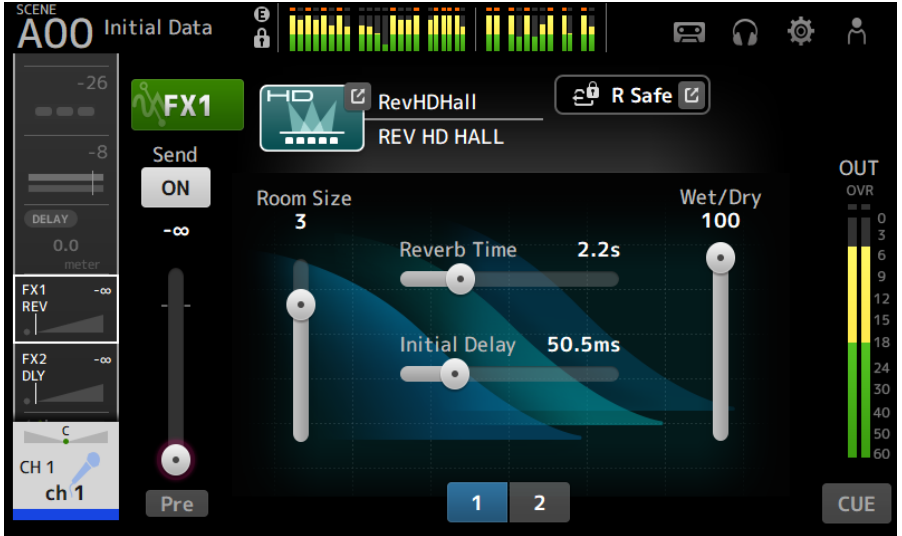 SCENE
A00 Initial Data
E
-26
-8
DELAY
0.0
meter
FX1 -∞
REV
FX2 -∞
DLY
C
CH 1
ch 1
FX1
Send
ON
-∞
Pre
HD
RevHDHall
REV HD HALL
R Safe
Room Size
3
Reverb Time 2.2s
Initial Delay 50.5ms
Wet/Dry
100
1 2
OUT
OVR
0
3
6
9
12
15
18
24
30
40
50
60
CUE